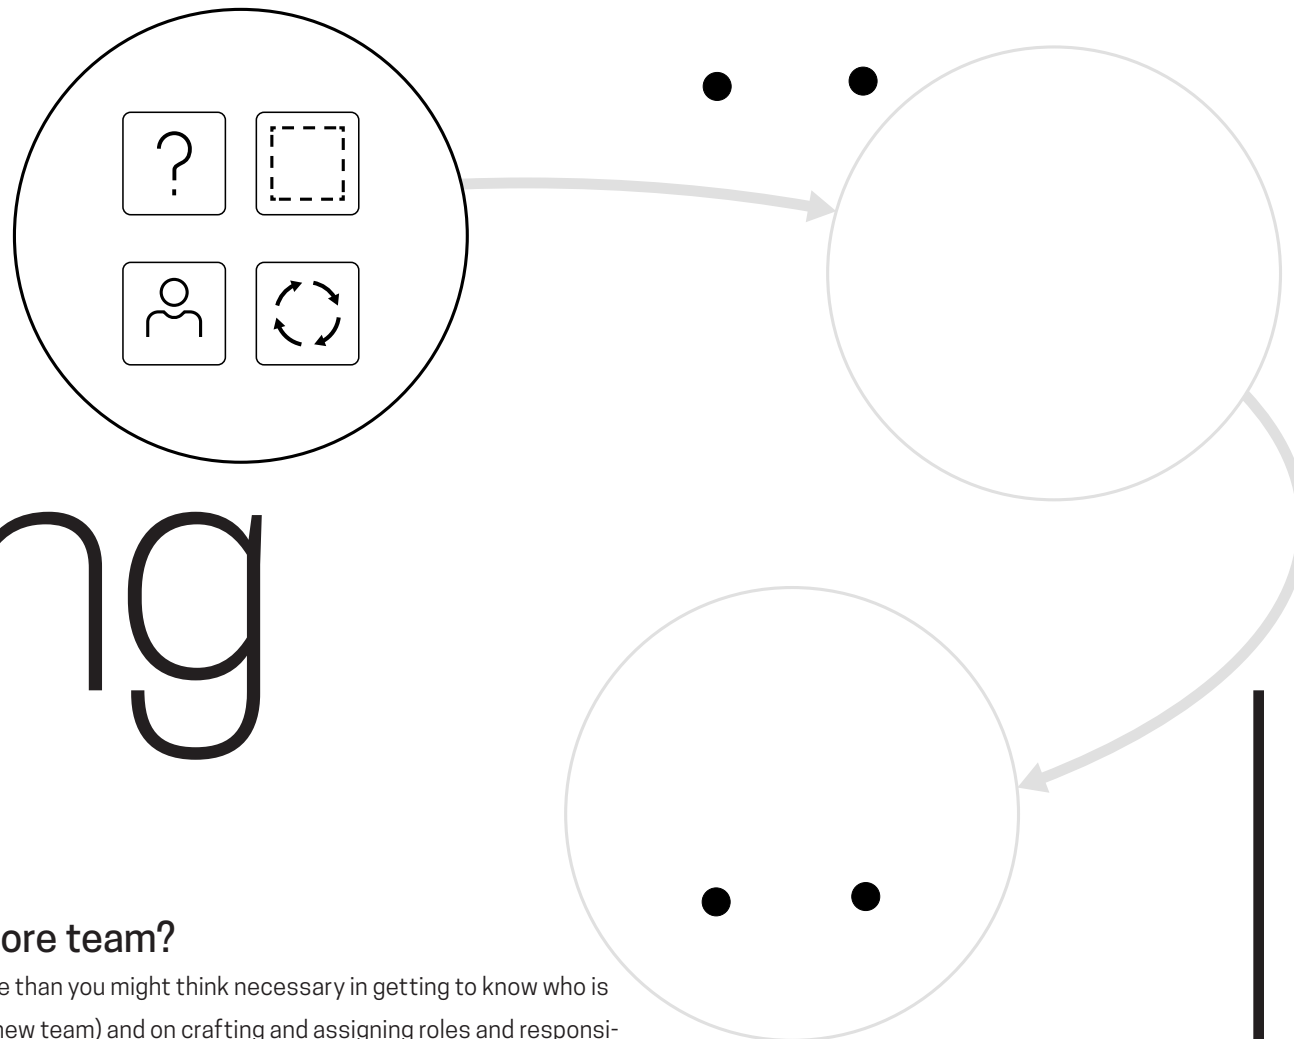 ?
ng
ore team?
e than you might think necessary in getting to know who is
new team) and on crafting and assigning roles and responsi-